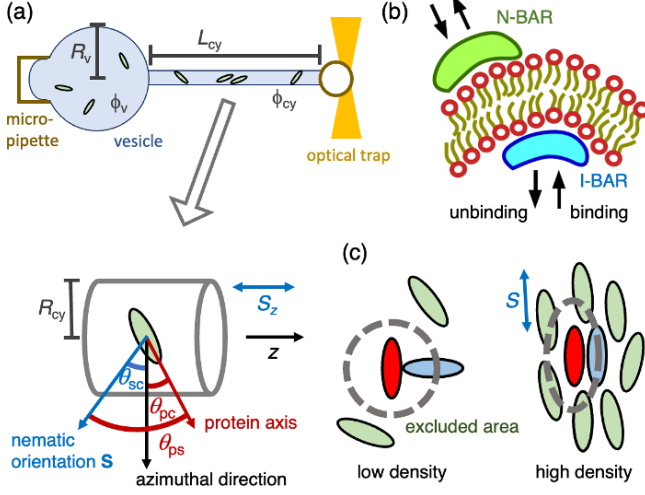 (a)
R_v
L_cy
ϕ_v
ϕ_cy
micro-
pipette
vesicle
optical trap
(b)
N-BAR
I-BAR
unbinding
binding
R_cy
S_z
z
θ_sc
θ_pc
θ_ps
nematic
orientation S
protein axis
azimuthal direction
(c)
S
excluded area
low density
high density